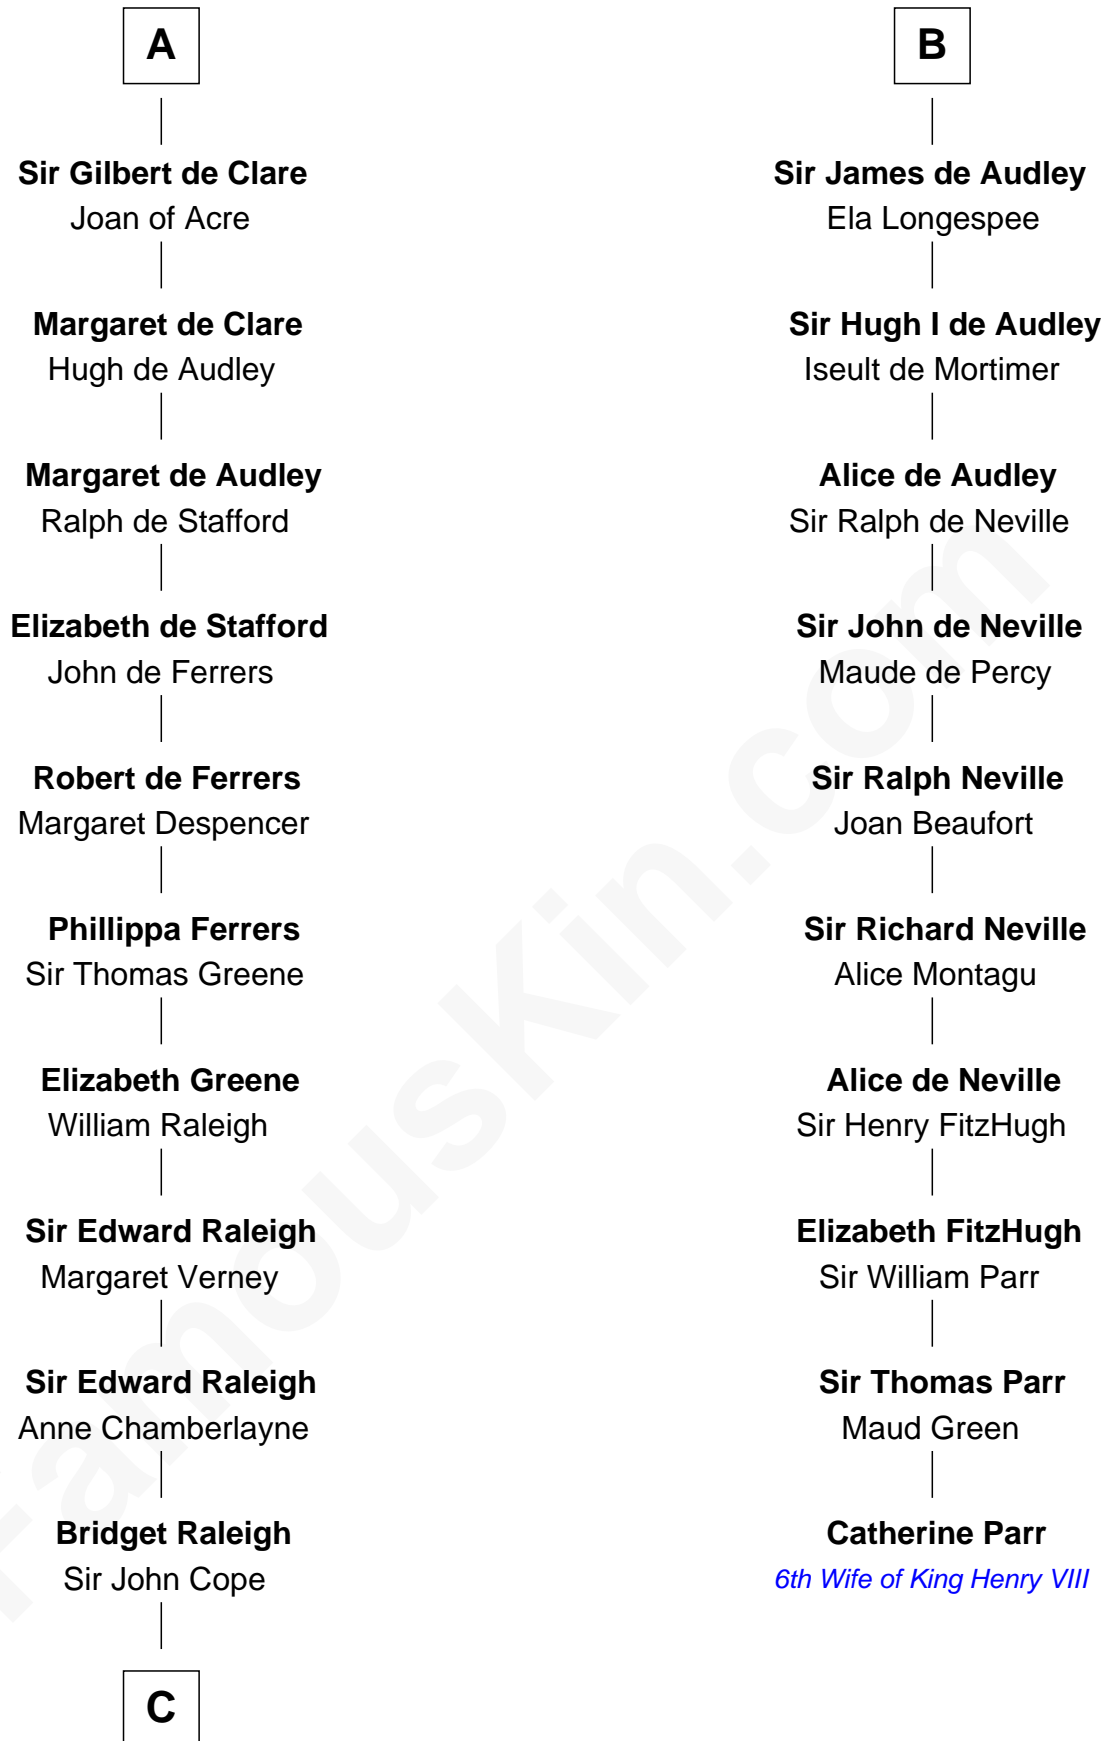 A
Sir Gilbert de Clare
Joan of Acre
Margaret de Clare
Hugh de Audley
Margaret de Audley
Ralph de Stafford
Elizabeth de Stafford
John de Ferrers
Robert de Ferrers
Margaret Despencer
Phillippa Ferrers
Sir Thomas Greene
Elizabeth Greene
William Raleigh
Sir Edward Raleigh
Margaret Verney
Sir Edward Raleigh
Anne Chamberlayne
Bridget Raleigh
Sir John Cope
C
B
Sir James de Audley
Ela Longespee
Sir Hugh I de Audley
Iseult de Mortimer
Alice de Audley
Sir Ralph de Neville
Sir John de Neville
Maude de Percy
Sir Ralph Neville
Joan Beaufort
Sir Richard Neville
Alice Montagu
Alice de Neville
Sir Henry FitzHugh
Elizabeth FitzHugh
Sir William Parr
Sir Thomas Parr
Maud Green
Catherine Parr
6th Wife of King Henry VIII
FamousKin.com